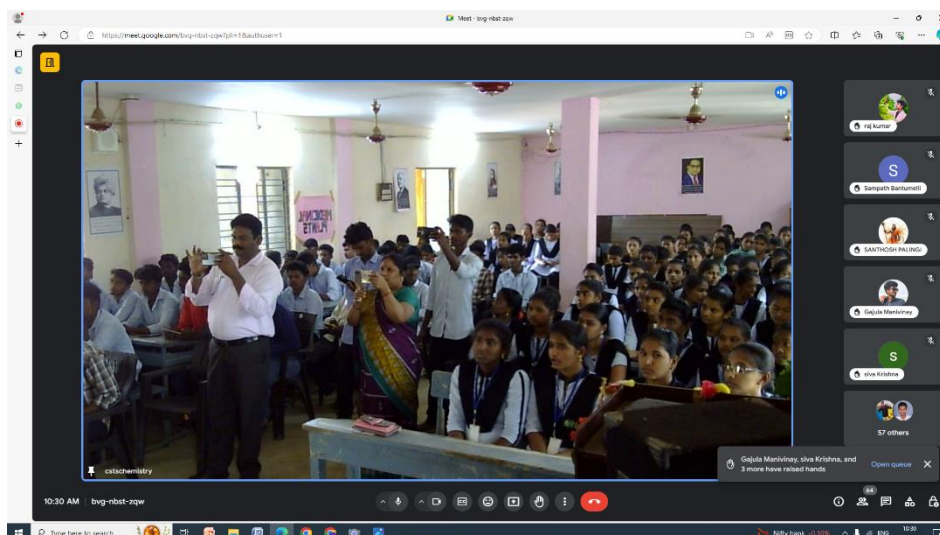 Meet - bvg-nbst-zqw
https://meet.google.com/bvg-nbst-zqw?pli=1&authuser=1
MEDICINAL
PLANTS
raj kumar
S
Sampath Bantumelli
SANTHOSH PALINGI
Gajula Manivinay
S
siva Krishna
57 others
cstschemistry
Gajula Manivinay, siva Krishna, and
3 more have raised hands
Open queue
10:30 AM | bvg-nbst-zqw
64
Type here to search
Nifty bank -0.10%
ENG
10:30